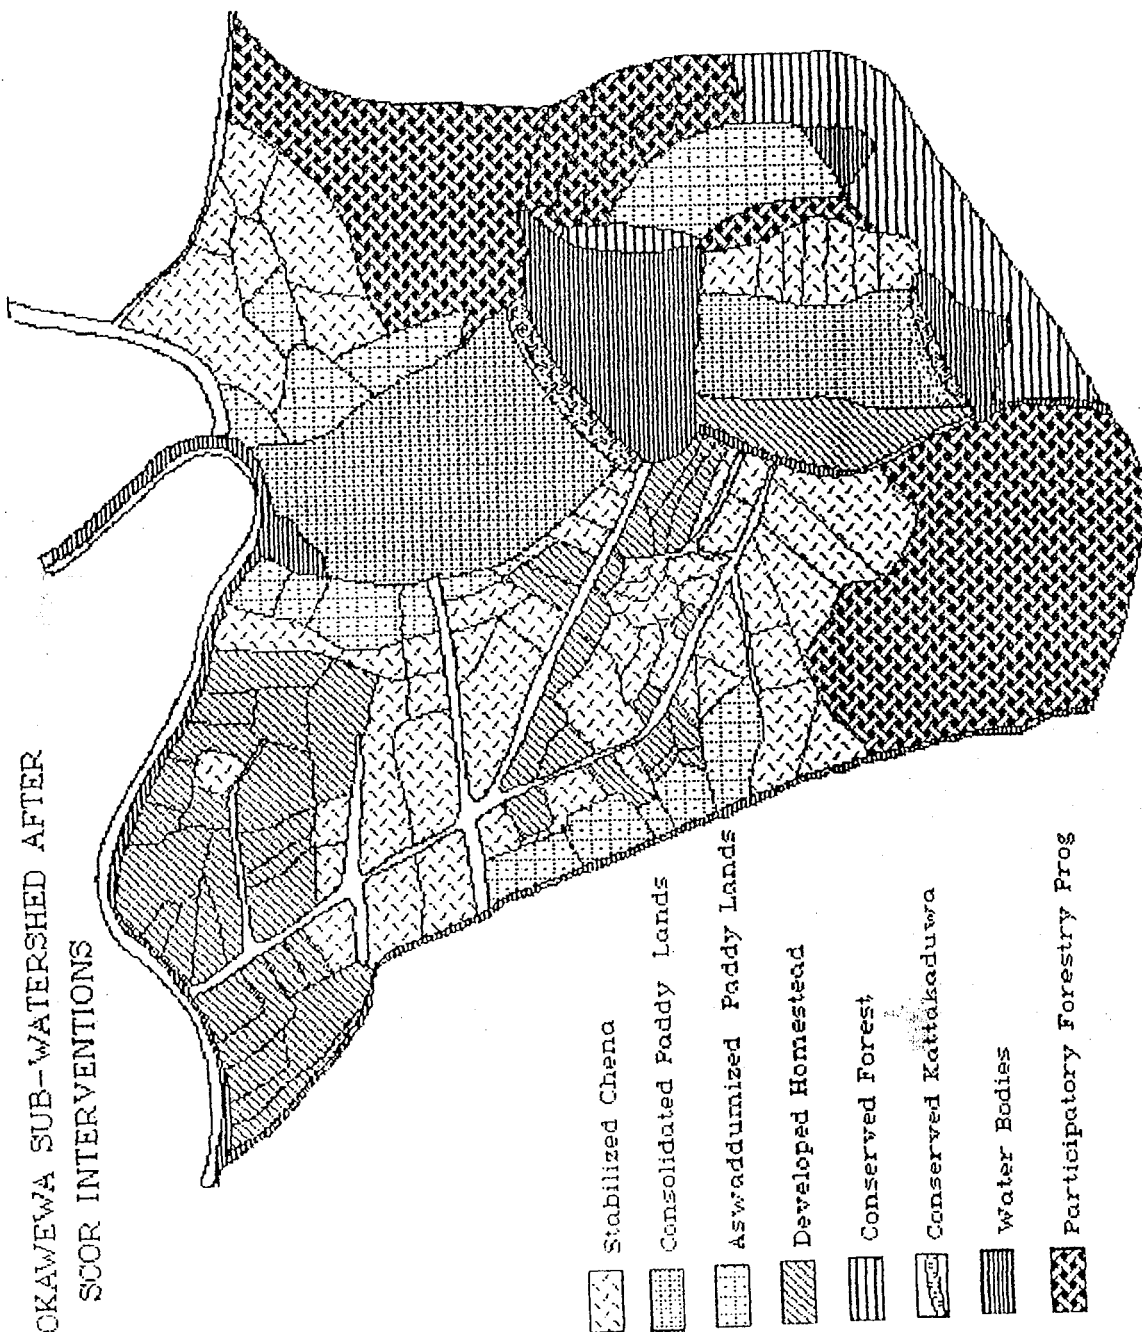 OKAWEWA SUB-WATERSHED AFTER
SCOR INTERVENTIONS
Stabilized Chena
Consolidated Paddy Lands
Aswaddumized Paddy Lands
Developed Homestead
Conserved Forest
Conserved Kattakaduwa
Water Bodies
Participatory Forestry Prog